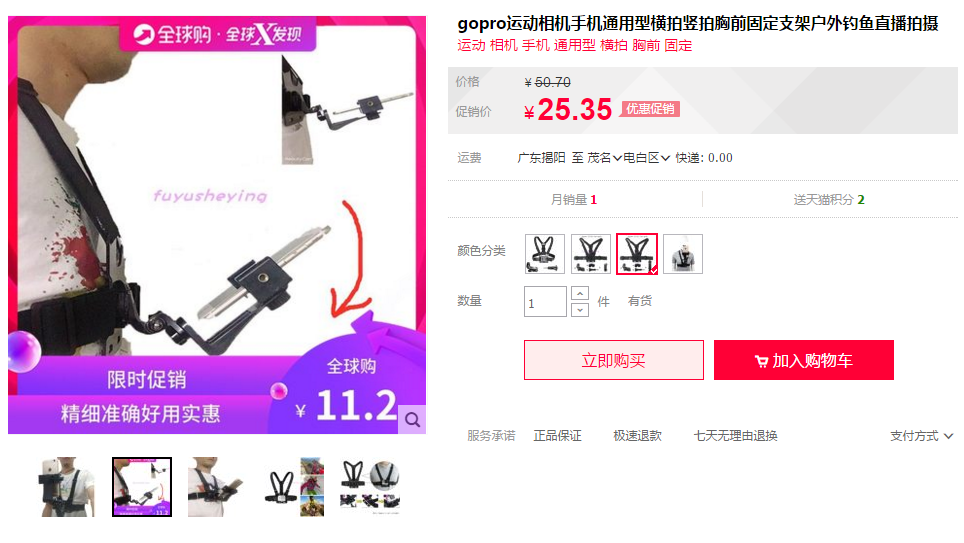 全球购·全球X发现
fuyusheying
限时促销
精细准确好用实惠
全球购
¥ 11.2
gopro运动相机手机通用型横拍竖拍胸前固定支架户外钓鱼直播拍摄
运动 相机 手机 通用型 横拍 胸前 固定
价格 ¥50.70
促销价 ¥25.35 优惠促销
运费 广东揭阳 至 茂名 电白区 快递: 0.00
月销量 1 送天猫积分 2
颜色分类
数量 1 件 有货
立即购买 加入购物车
服务承诺 正品保证 极速退款 七天无理由退换 支付方式